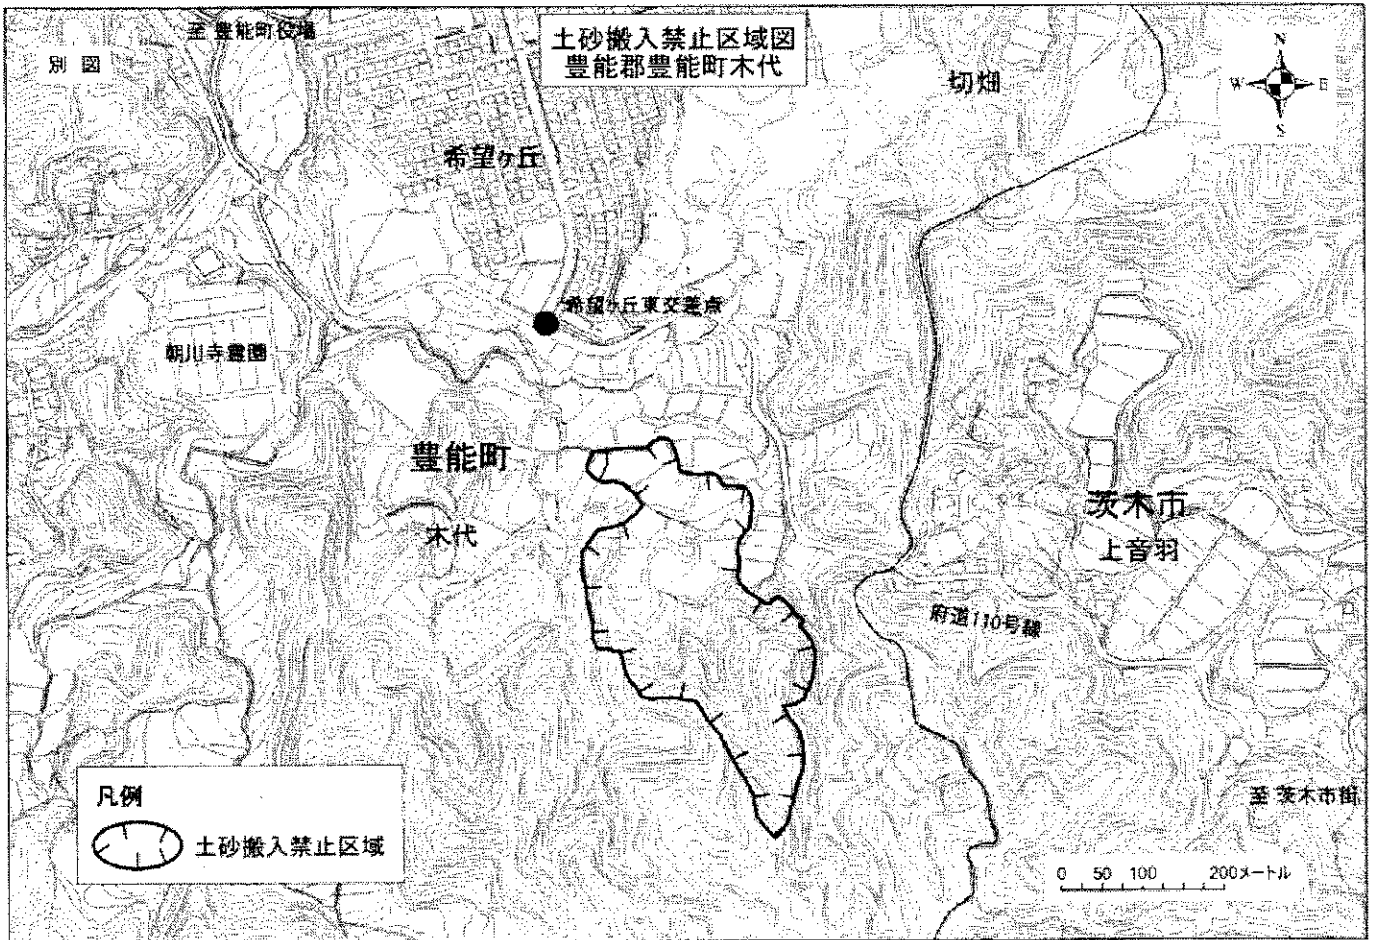 至 豊能町役場
別 図
土砂搬入禁止区域図
豊能郡豊能町木代
切畑
N
W
E
S
希望ヶ丘
希望ヶ丘東交差点
朝川寺霊園
豊能町
木代
茨木市
上音羽
府道110号線
至 茨木市街
凡例
土砂搬入禁止区域
0 50 100 200メートル